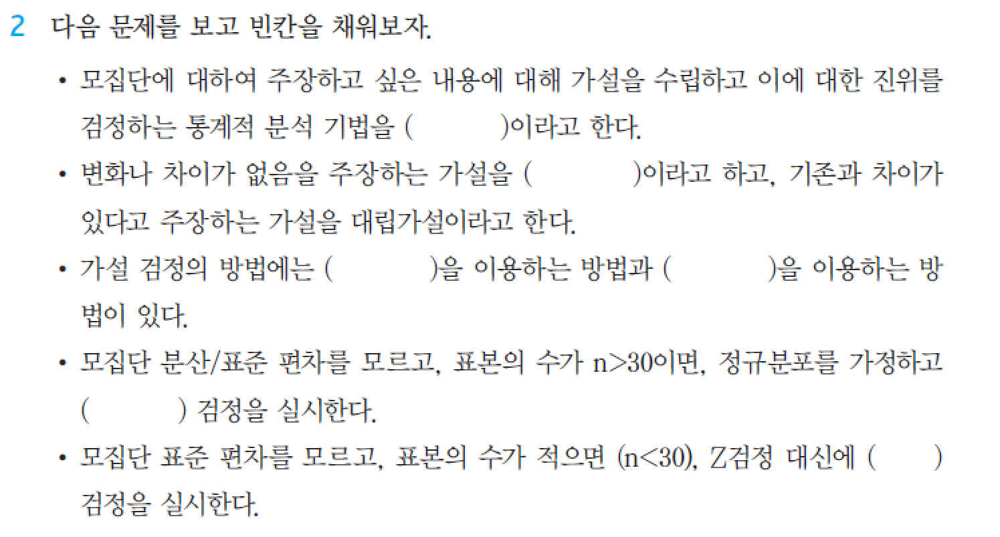 2 다음 문제를 보고 빈칸을 채워보자.
• 모집단에 대하여 주장하고 싶은 내용에 대해 가설을 수립하고 이에 대한 진위를
검정하는 통계적 분석 기법을 (          )이라고 한다.
• 변화나 차이가 없음을 주장하는 가설을 (          )이라고 하고, 기존과 차이가
있다고 주장하는 가설을 대립가설이라고 한다.
• 가설 검정의 방법에는 (          )을 이용하는 방법과 (          )을 이용하는 방
법이 있다.
• 모집단 분산/표준 편차를 모르고, 표본의 수가 n>30이면, 정규분포를 가정하고
(          ) 검정을 실시한다.
• 모집단 표준 편차를 모르고, 표본의 수가 적으면 (n<30), Z검정 대신에 (      )
검정을 실시한다.